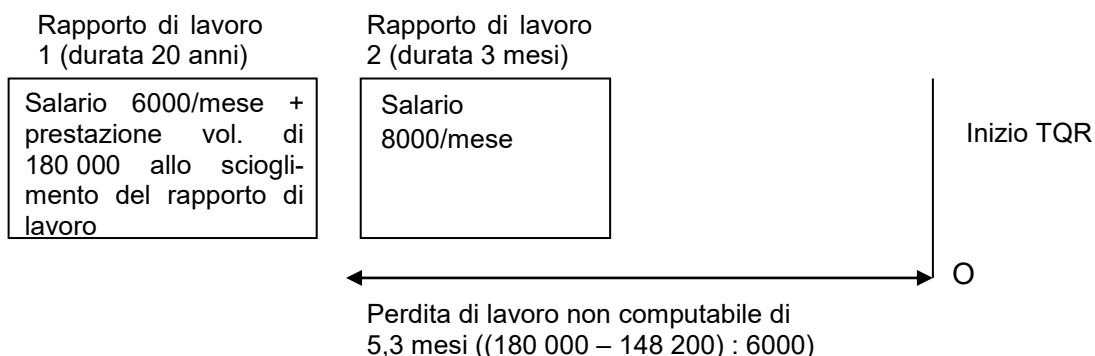 Rapporto di lavoro
1 (durata 20 anni)
Rapporto di lavoro
2 (durata 3 mesi)
Salario 6000/mese +
prestazione vol. di
180 000 allo sciogli-
mento del rapporto di
lavoro
Salario
8000/mese
Inizio TQR
O
Perdita di lavoro non computabile di
5,3 mesi ((180 000 – 148 200) : 6000)